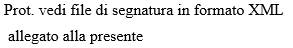 Prot. vedi file di segnatura in formato XML
allegato alla presente